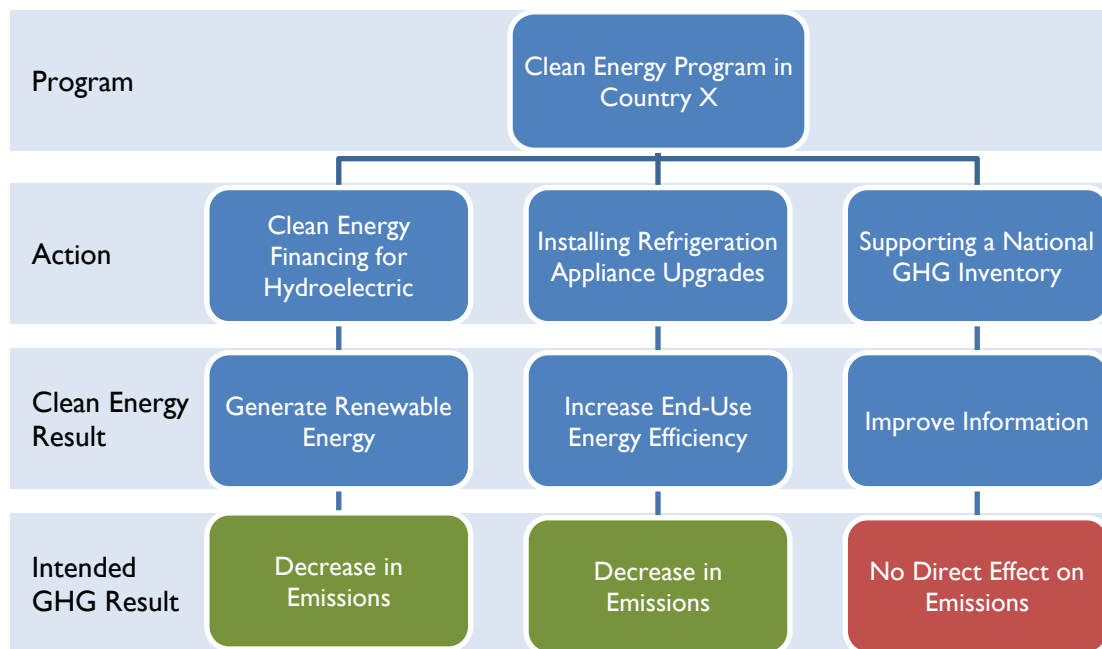 Program
Clean Energy Program in
Country X
Action
Clean Energy
Financing for
Hydroelectric
Installing Refrigeration
Appliance Upgrades
Supporting a National
GHG Inventory
Clean Energy
Result
Generate Renewable
Energy
Increase End-Use
Energy Efficiency
Improve Information
Intended
GHG Result
Decrease in
Emissions
Decrease in
Emissions
No Direct Effect on
Emissions